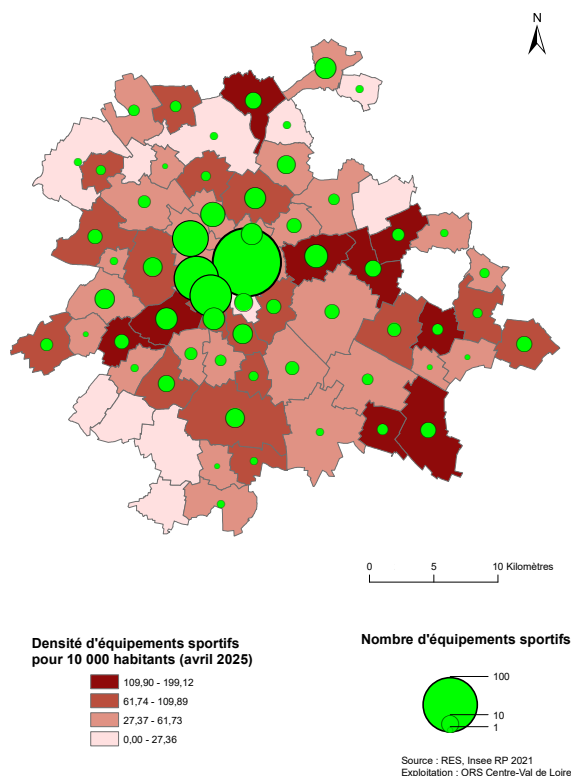 N
0 5 10 Kilomètres
Densité d'équipements sportifs
pour 10 000 habitants (avril 2025)
109,90 - 199,12
61,74 - 109,89
27,37 - 61,73
0,00 - 27,36
Nombre d'équipements sportifs
100
10
1
Source : RES, Insee RP 2021
Exploitation : ORS Centre-Val de Loire